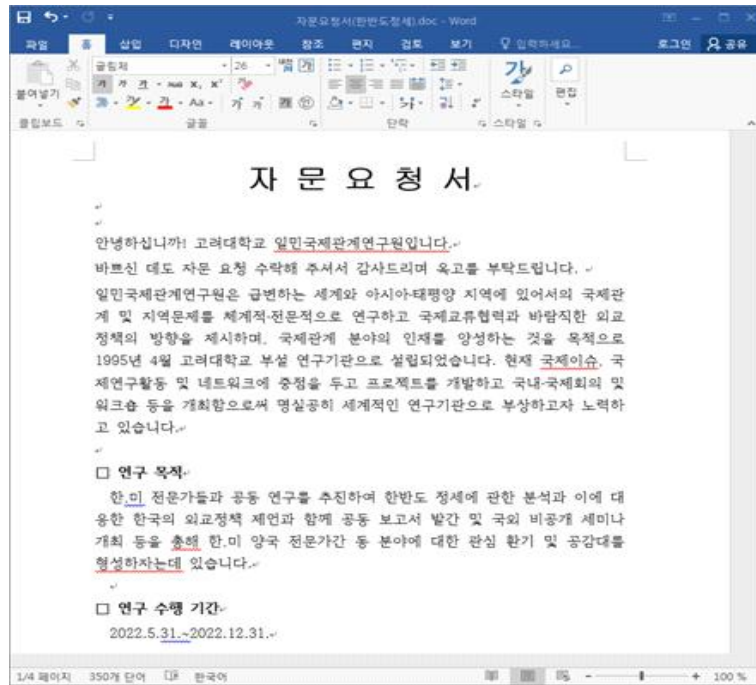 자문요청서(한반도정세).doc - Word
파일 홈 삽입 디자인 레이아웃 참조 편지 검토 보기 로그인 공유
굴림체 26
붙여넣기 스타일 편집
클립보드 글꼴 단락 스타일
자 문 요 청 서
안녕하십니까! 고려대학교 일민국제관계연구원입니다.
바쁘신 데도 자문 요청 수락해 주셔서 감사드리며 옥고를 부탁드립니다.
일민국제관계연구원은 급변하는 세계와 아시아·태평양 지역에 있어서의 국제관
계 및 지역문제를 체계적·전문적으로 연구하고 국제교류협력과 바람직한 외교
정책의 방향을 제시하며, 국제관계 분야의 인재를 양성하는 것을 목적으로
1995년 4월 고려대학교 부설 연구기관으로 설립되었습니다. 현재 국제이슈, 국
제연구활동 및 네트워크에 중점을 두고 프로젝트를 개발하고 국내·국제회의 및
워크숍 등을 개최함으로써 명실공히 세계적인 연구기관으로 부상하고자 노력하
고 있습니다.
□ 연구 목적
한.미 전문가들과 공동 연구를 추진하여 한반도 정세에 관한 분석과 이에 대
응한 한국의 외교정책 제언과 함께 공동 보고서 발간 및 국외 비공개 세미나
개최 등을 총해 한.미 양국 전문가간 동 분야에 대한 관심 환기 및 공감대를
형성하자는데 있습니다.
□ 연구 수행 기간
2022.5.31.~2022.12.31.
1/4 페이지 350개 단어 한국어 100 %